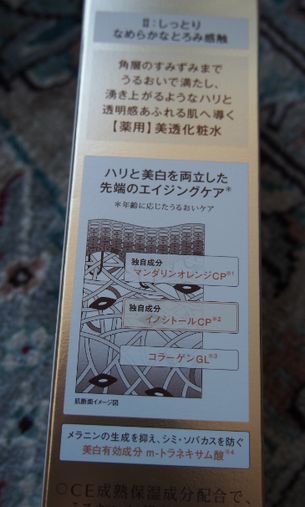 Ⅱ：しっとり
なめらかなとろみ感触
角層のすみずみまで
うるおいで満たし、
湧き上がるようなハリと
透明感あふれる肌へ導く
【薬用】美透化粧水
ハリと美白を両立した
先端のエイジングケア＊
＊年齢に応じたうるおいケア
独自成分
マンダリンオレンジCP※1
独自成分
イノシトールCP※2
コラーゲンGL※3
肌断面イメージ図
メラニンの生成を抑え、シミ・ソバカスを防ぐ
美白有効成分 m-トラネキサム酸※4
○CE成熟保湿成分配合で、